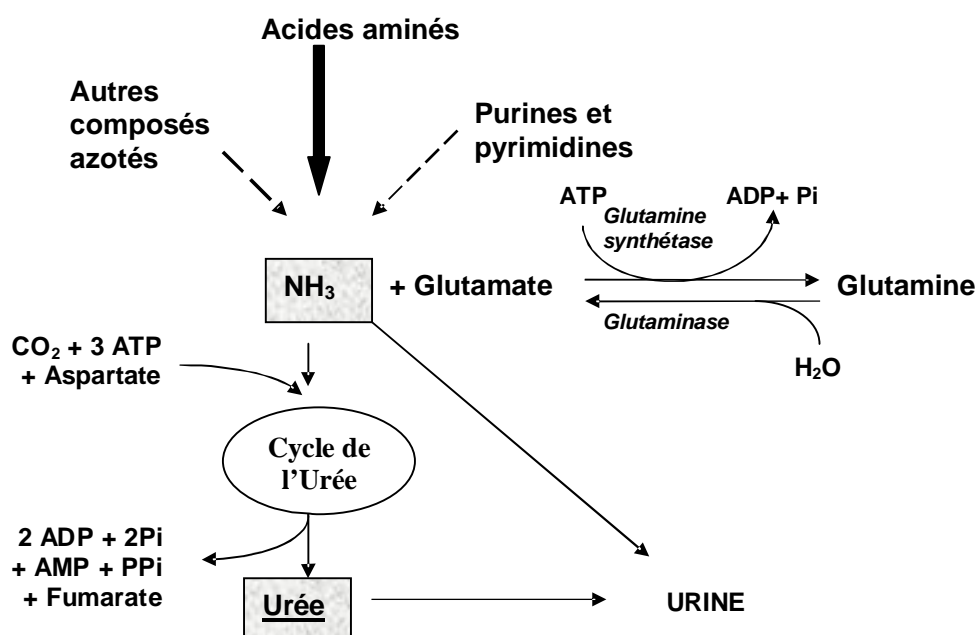 Acides aminés
Autres
composés
azotés
Purines et
pyrimidines
ATP
ADP+ Pi
Glutamine
synthétase
NH₃
+ Glutamate
Glutamine
Glutaminase
H₂O
CO₂ + 3 ATP
+ Aspartate
Cycle de
l’Urée
2 ADP + 2Pi
+ AMP + PPi
+ Fumarate
Urée
URINE